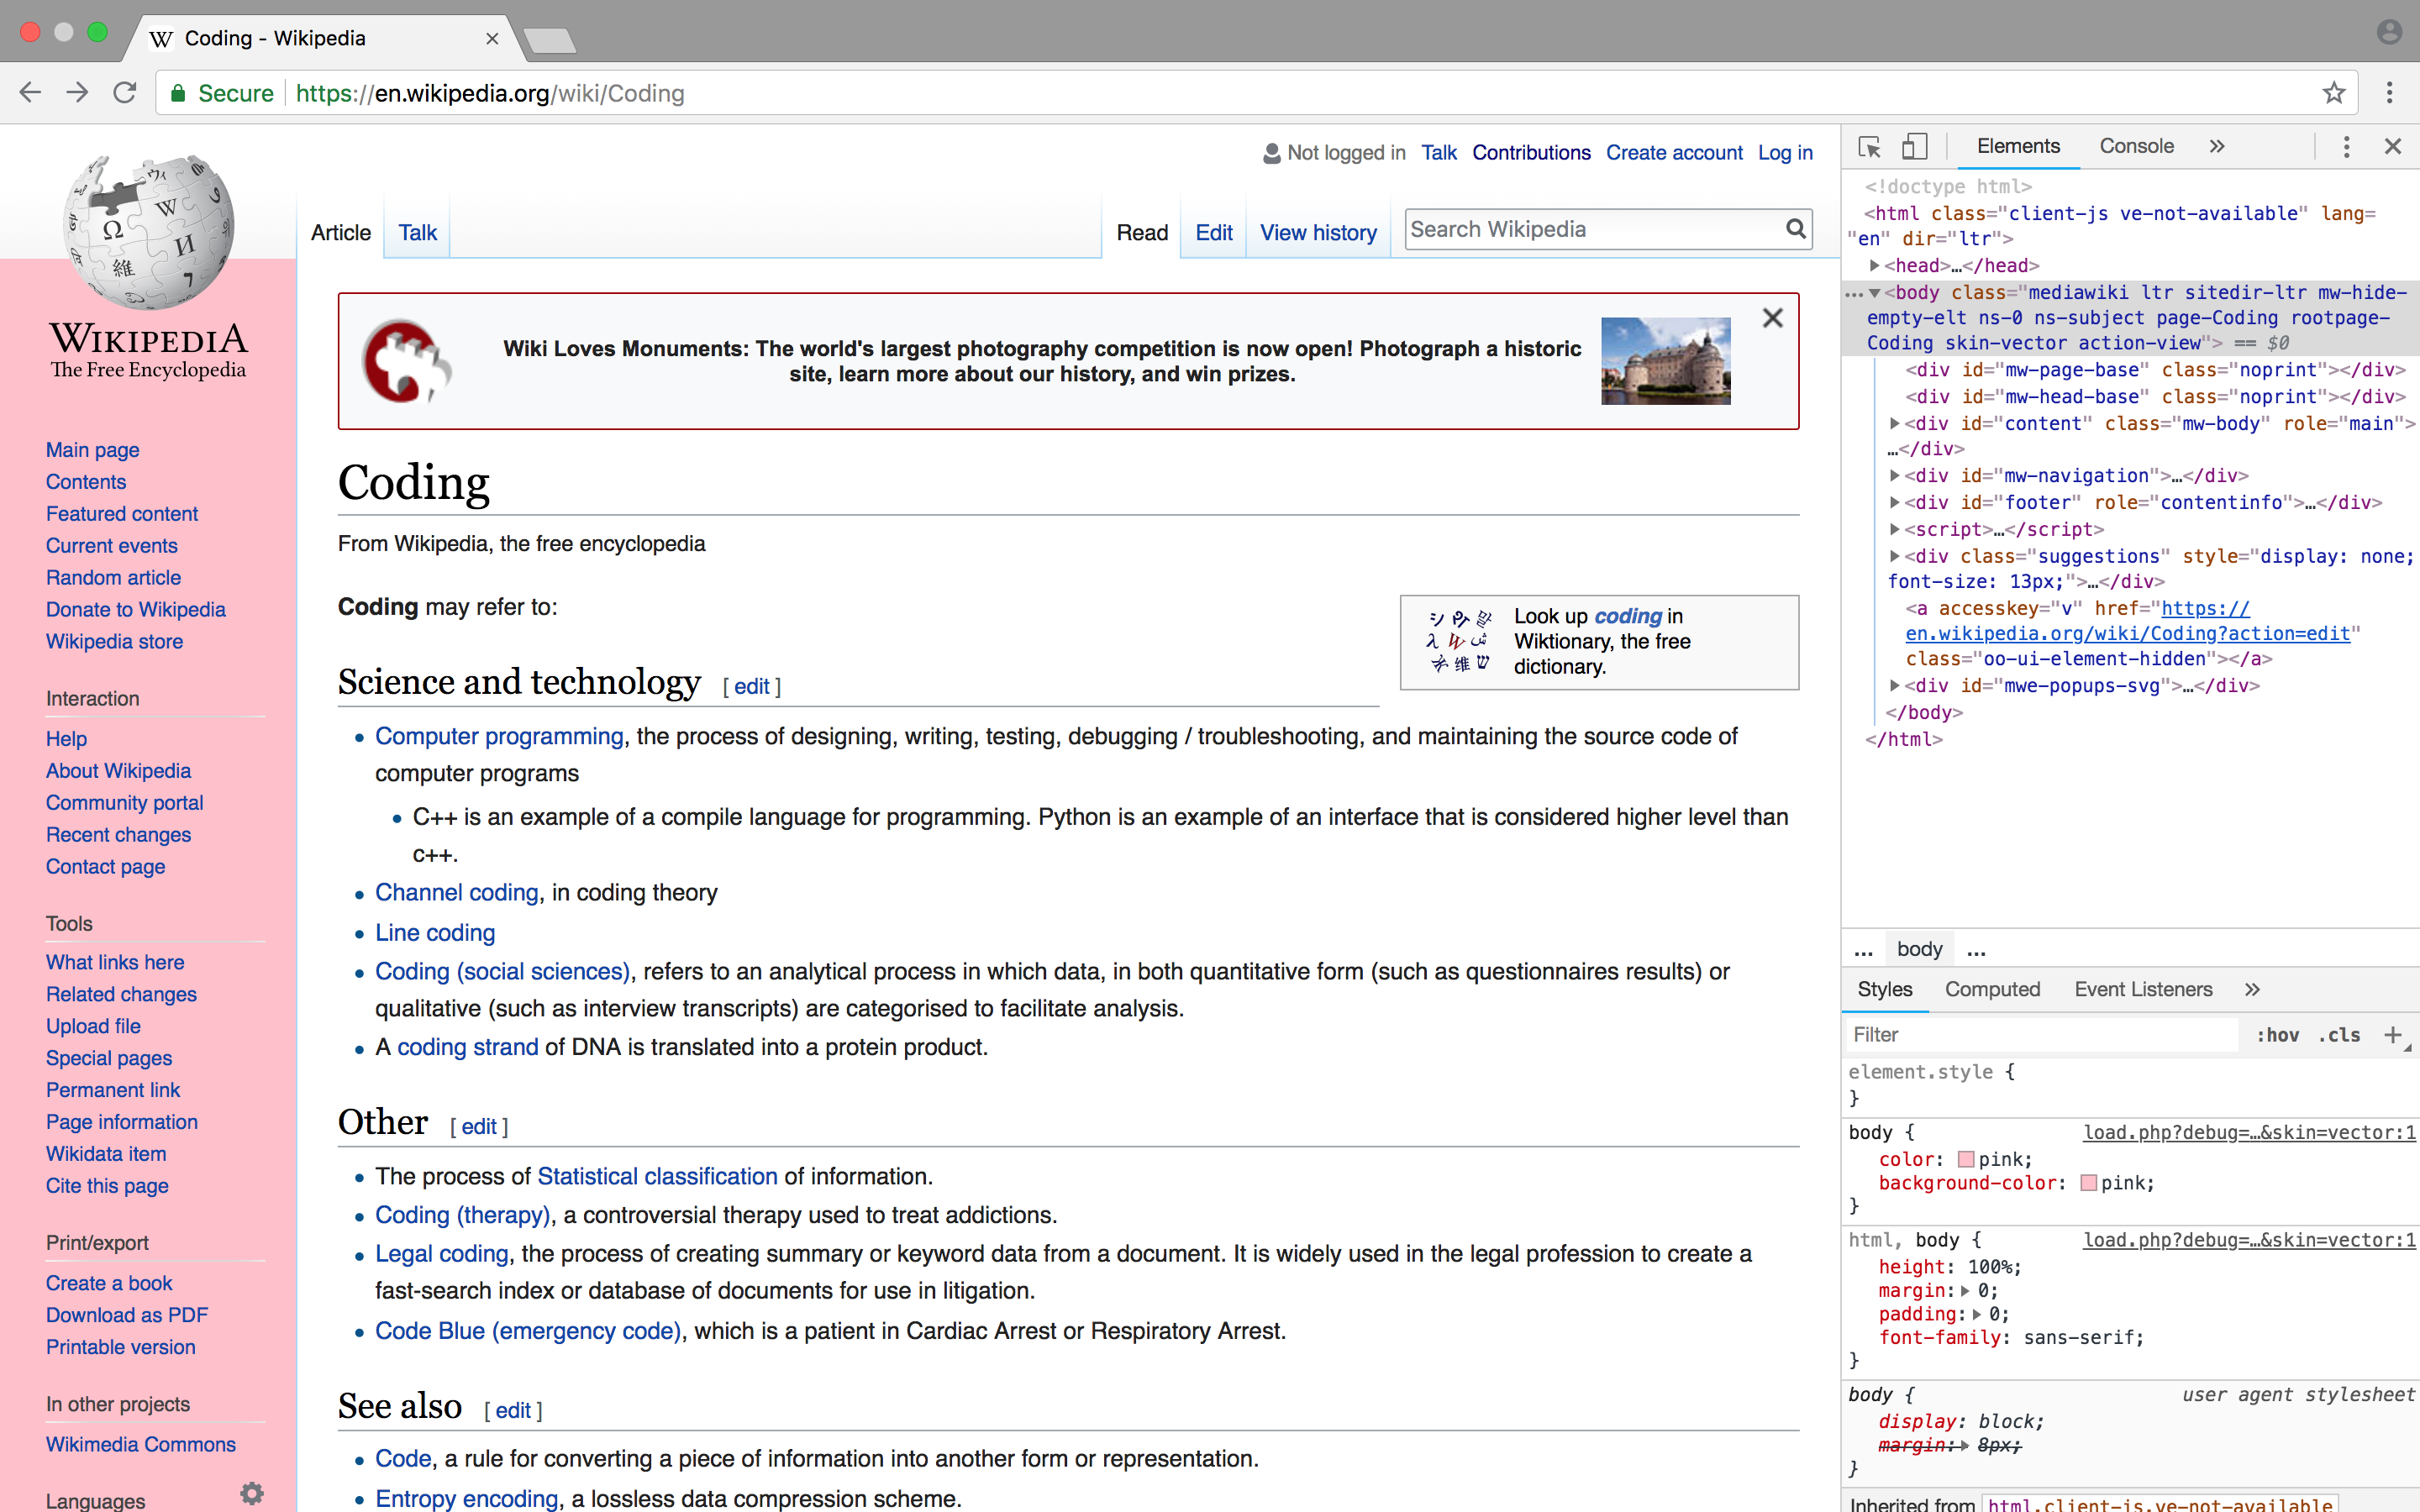 Coding - Wikipedia
Secure https://en.wikipedia.org/wiki/Coding
Not logged in Talk Contributions Create account Log in
Article Talk Read Edit View history Search Wikipedia
WIKIPEDIA
The Free Encyclopedia
Main page
Contents
Featured content
Current events
Random article
Donate to Wikipedia
Wikipedia store
Interaction
Help
About Wikipedia
Community portal
Recent changes
Contact page
Tools
What links here
Related changes
Upload file
Special pages
Permanent link
Page information
Wikidata item
Cite this page
Print/export
Create a book
Download as PDF
Printable version
In other projects
Wikimedia Commons
Languages
Wiki Loves Monuments: The world's largest photography competition is now open! Photograph a historic
site, learn more about our history, and win prizes.
Coding
From Wikipedia, the free encyclopedia
Coding may refer to:
Look up coding in
Wiktionary, the free
dictionary.
Science and technology [ edit ]
• Computer programming, the process of designing, writing, testing, debugging / troubleshooting, and maintaining the source code of
computer programs
• C++ is an example of a compile language for programming. Python is an example of an interface that is considered higher level than
c++.
• Channel coding, in coding theory
• Line coding
• Coding (social sciences), refers to an analytical process in which data, in both quantitative form (such as questionnaires results) or
qualitative (such as interview transcripts) are categorised to facilitate analysis.
• A coding strand of DNA is translated into a protein product.
Other [ edit ]
• The process of Statistical classification of information.
• Coding (therapy), a controversial therapy used to treat addictions.
• Legal coding, the process of creating summary or keyword data from a document. It is widely used in the legal profession to create a
fast-search index or database of documents for use in litigation.
• Code Blue (emergency code), which is a patient in Cardiac Arrest or Respiratory Arrest.
See also [ edit ]
• Code, a rule for converting a piece of information into another form or representation.
• Entropy encoding, a lossless data compression scheme.
Elements Console »
<!doctype html>
<html class="client-js ve-not-available" lang=
"en" dir="ltr">
▶<head>…</head>
…▼<body class="mediawiki ltr sitedir-ltr mw-hide-
empty-elt ns-0 ns-subject page-Coding rootpage-
Coding skin-vector action-view"> == $0
<div id="mw-page-base" class="noprint"></div>
<div id="mw-head-base" class="noprint"></div>
▶<div id="content" class="mw-body" role="main">
…</div>
▶<div id="mw-navigation">…</div>
▶<div id="footer" role="contentinfo">…</div>
▶<script>…</script>
▶<div class="suggestions" style="display: none;
font-size: 13px;">…</div>
<a accesskey="v" href="https://
en.wikipedia.org/wiki/Coding?action=edit"
class="oo-ui-element-hidden"></a>
▶<div id="mwe-popups-svg">…</div>
</body>
</html>
... body ...
Styles Computed Event Listeners »
Filter :hov .cls +
element.style {
}
body { load.php?debug=…&skin=vector:1
color: pink;
background-color: pink;
}
html, body { load.php?debug=…&skin=vector:1
height: 100%;
margin:▶ 0;
padding:▶ 0;
font-family: sans-serif;
}
body { user agent stylesheet
display: block;
margin:▶ 8px;
}
Inherited from html.client-js.ve-not-available